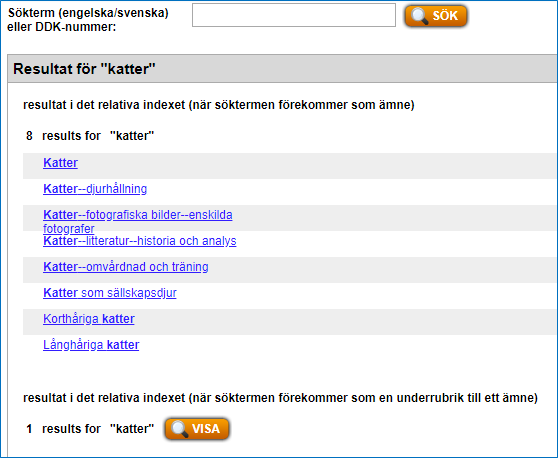 Sökterm (engelska/svenska)
eller DDK-nummer:
SÖK
Resultat för "katter"
resultat i det relativa indexet (när söktermen förekommer som ämne)
8 results for "katter"
Katter
Katter--djurhållning
Katter--fotografiska bilder--enskilda
fotografer
Katter--litteratur--historia och analys
Katter--omvårdnad och träning
Katter som sällskapsdjur
Korthåriga katter
Långhåriga katter
resultat i det relativa indexet (när söktermen förekommer som en underrubrik till ett ämne)
1 results for "katter" VISA